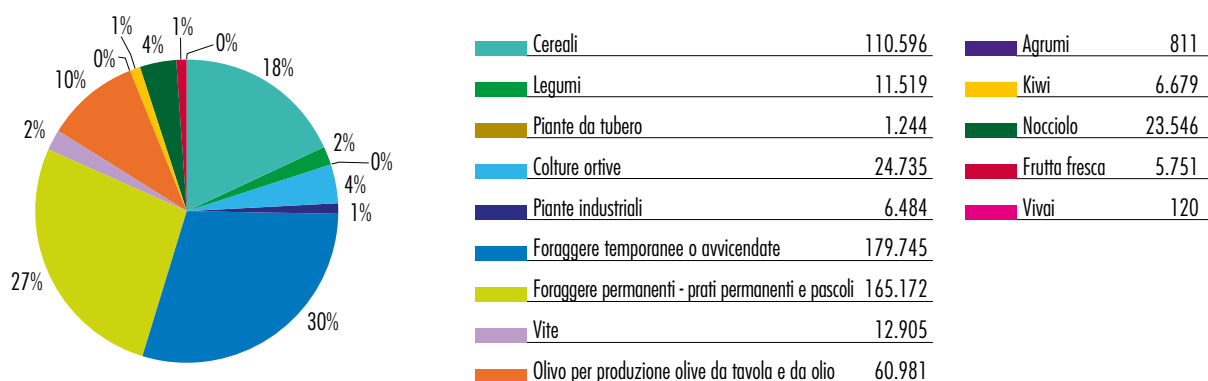 1%
1%
0%
4%
0%
18%
10%
2%
2%
0%
4%
1%
27%
30%
Cereali 110.596
Legumi 11.519
Piante da tubero 1.244
Colture ortive 24.735
Piante industriali 6.484
Foraggere temporanee o avvicendate 179.745
Foraggere permanenti - prati permanenti e pascoli 165.172
Vite 12.905
Olivo per produzione olive da tavola e da olio 60.981
Agrumi 811
Kiwi 6.679
Nocciolo 23.546
Frutta fresca 5.751
Vivai 120